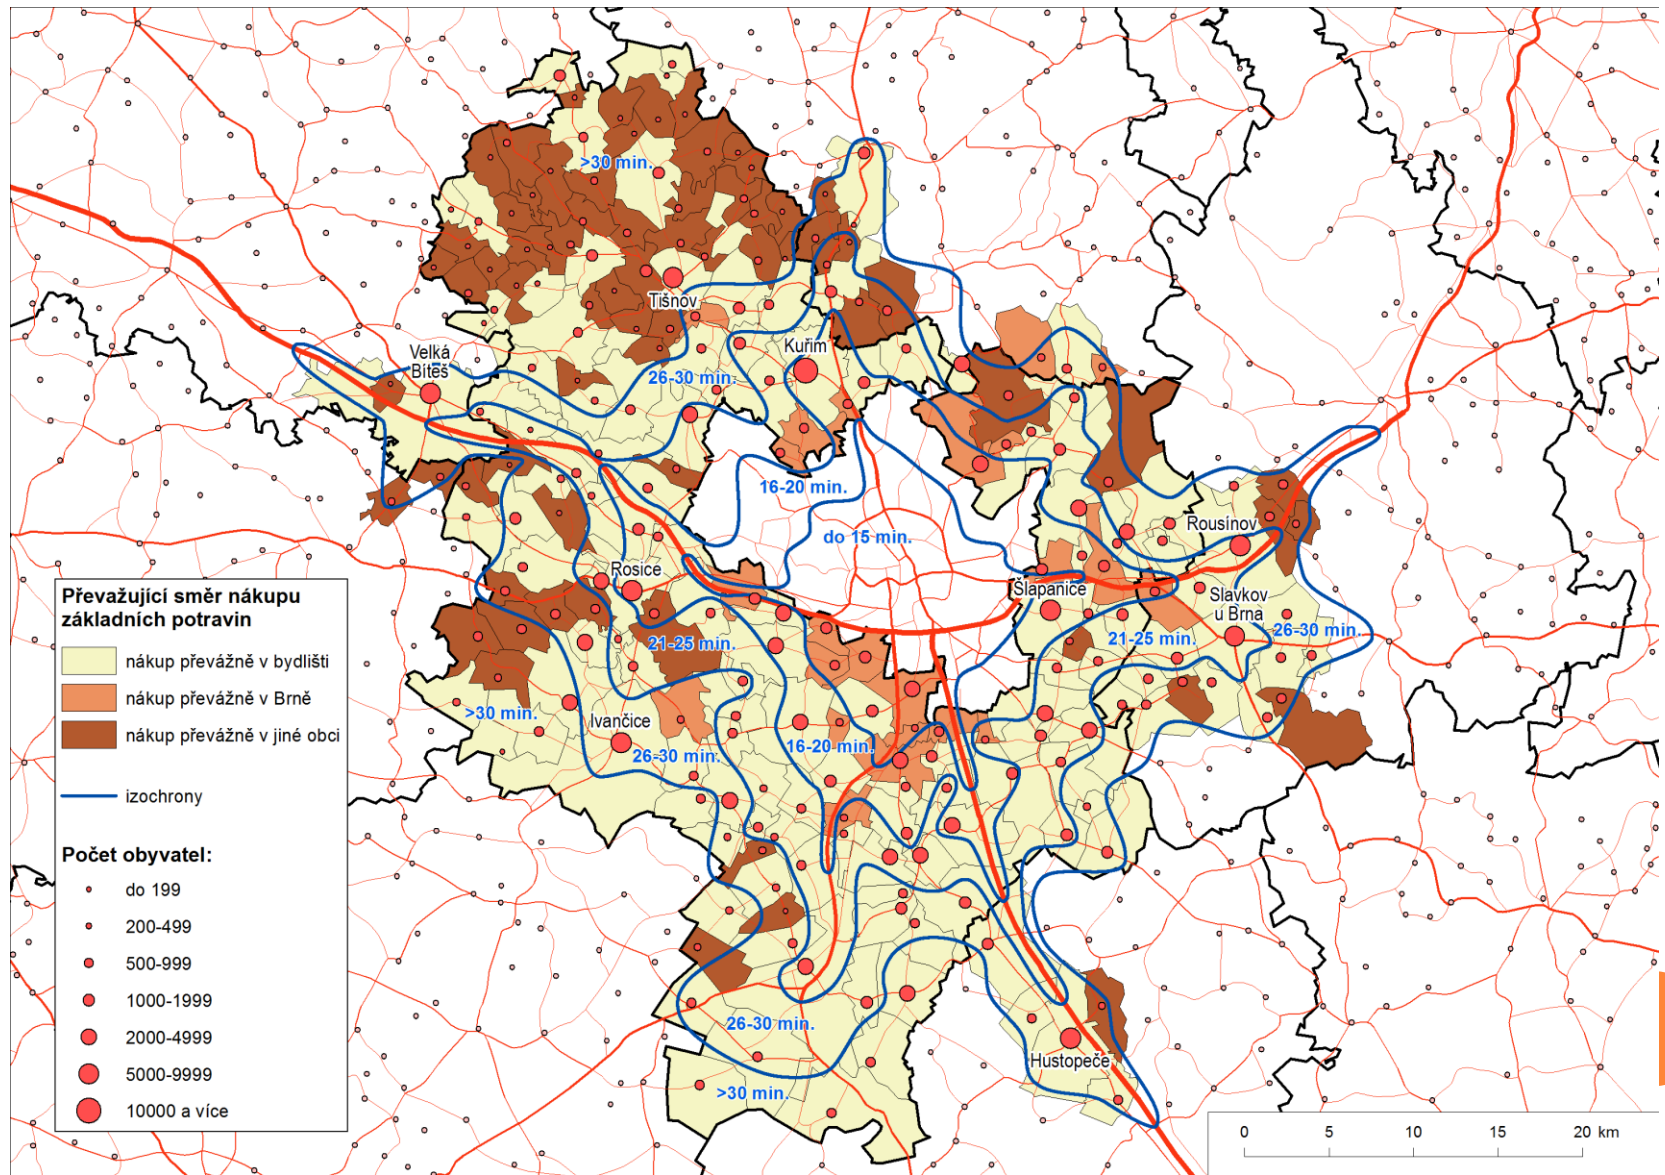 >30 min.
Tišnov
Velká
Bíteš
Kuřim
26-30 min.
16-20 min.
do 15 min.
Rousínov
Rosice
Šlapanice
Slavkov
u Brna
21-25 min.
21-25 min.
26-30 min.
>30 min.
Ivančice
26-30 min.
16-20 min.
26-30 min.
Hustopeče
>30 min.
Převažující směr nákupu
základních potravin
nákup převážně v bydlišti
nákup převážně v Brně
nákup převážně v jiné obci
izochrony
Počet obyvatel:
do 199
200-499
500-999
1000-1999
2000-4999
5000-9999
10000 a více
0 5 10 15 20 km